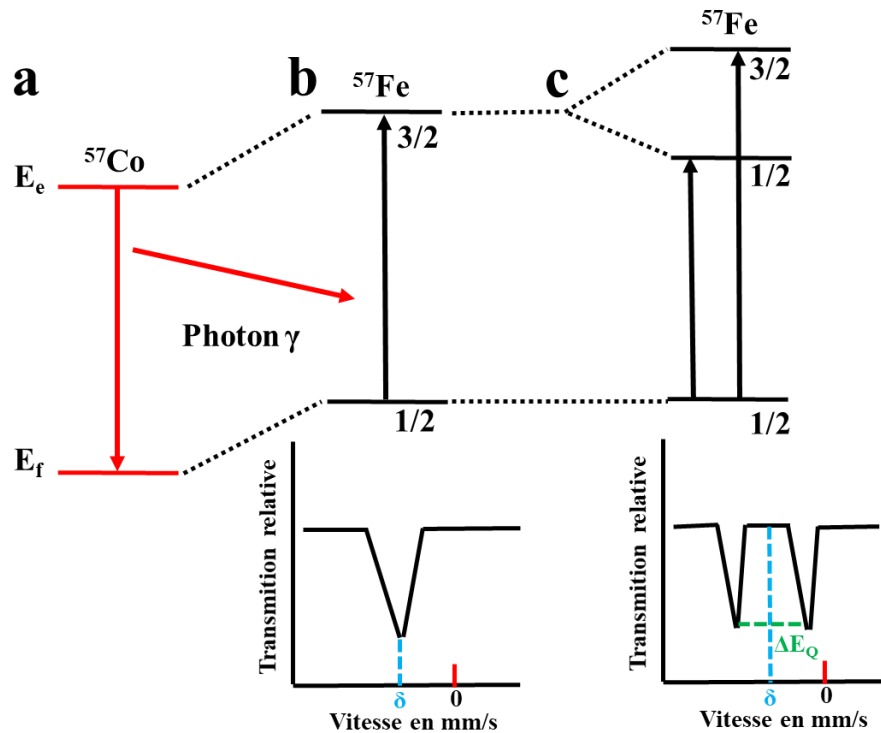 a
b
c
⁵⁷Co
⁵⁷Fe
⁵⁷Fe
Eₑ
E_f
3/2
3/2
1/2
Photon γ
1/2
1/2
Transmition relative
δ
0
Vitesse en mm/s
Transmition relative
ΔE_Q
δ
0
Vitesse en mm/s